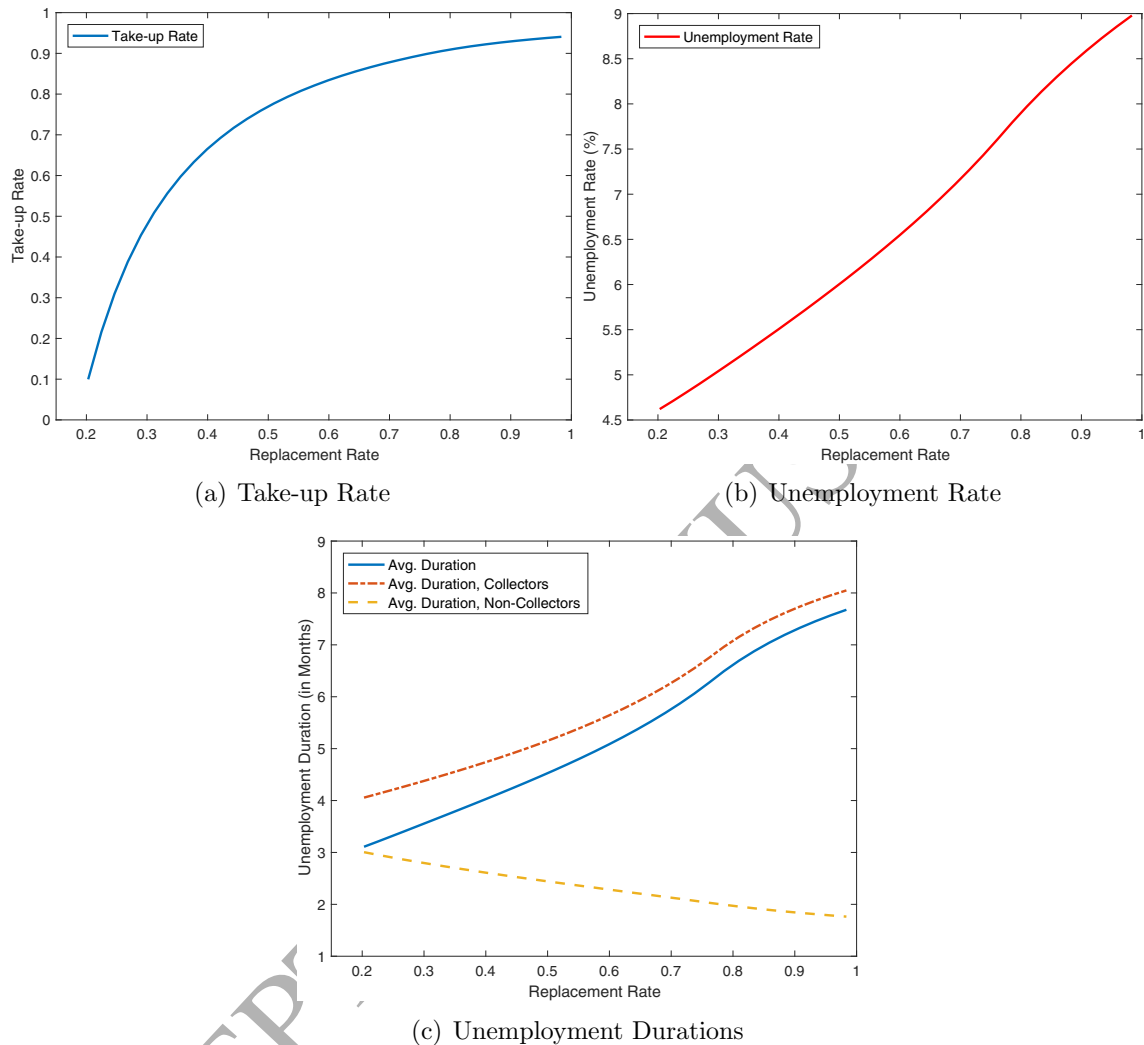 1
0.9
0.8
0.7
0.6
0.5
0.4
0.3
0.2
0.1
0
Take-up Rate
Take-up Rate
0.2 0.3 0.4 0.5 0.6 0.7 0.8 0.9 1
Replacement Rate
(a) Take-up Rate
9
8.5
8
7.5
7
6.5
6
5.5
5
4.5
Unemployment Rate
Unemployment Rate (%)
0.2 0.3 0.4 0.5 0.6 0.7 0.8 0.9 1
Replacement Rate
(b) Unemployment Rate
9
8
7
6
5
4
3
2
1
Avg. Duration
Avg. Duration, Collectors
Avg. Duration, Non-Collectors
Unemployment Duration (in Months)
0.2 0.3 0.4 0.5 0.6 0.7 0.8 0.9 1
Replacement Rate
(c) Unemployment Durations